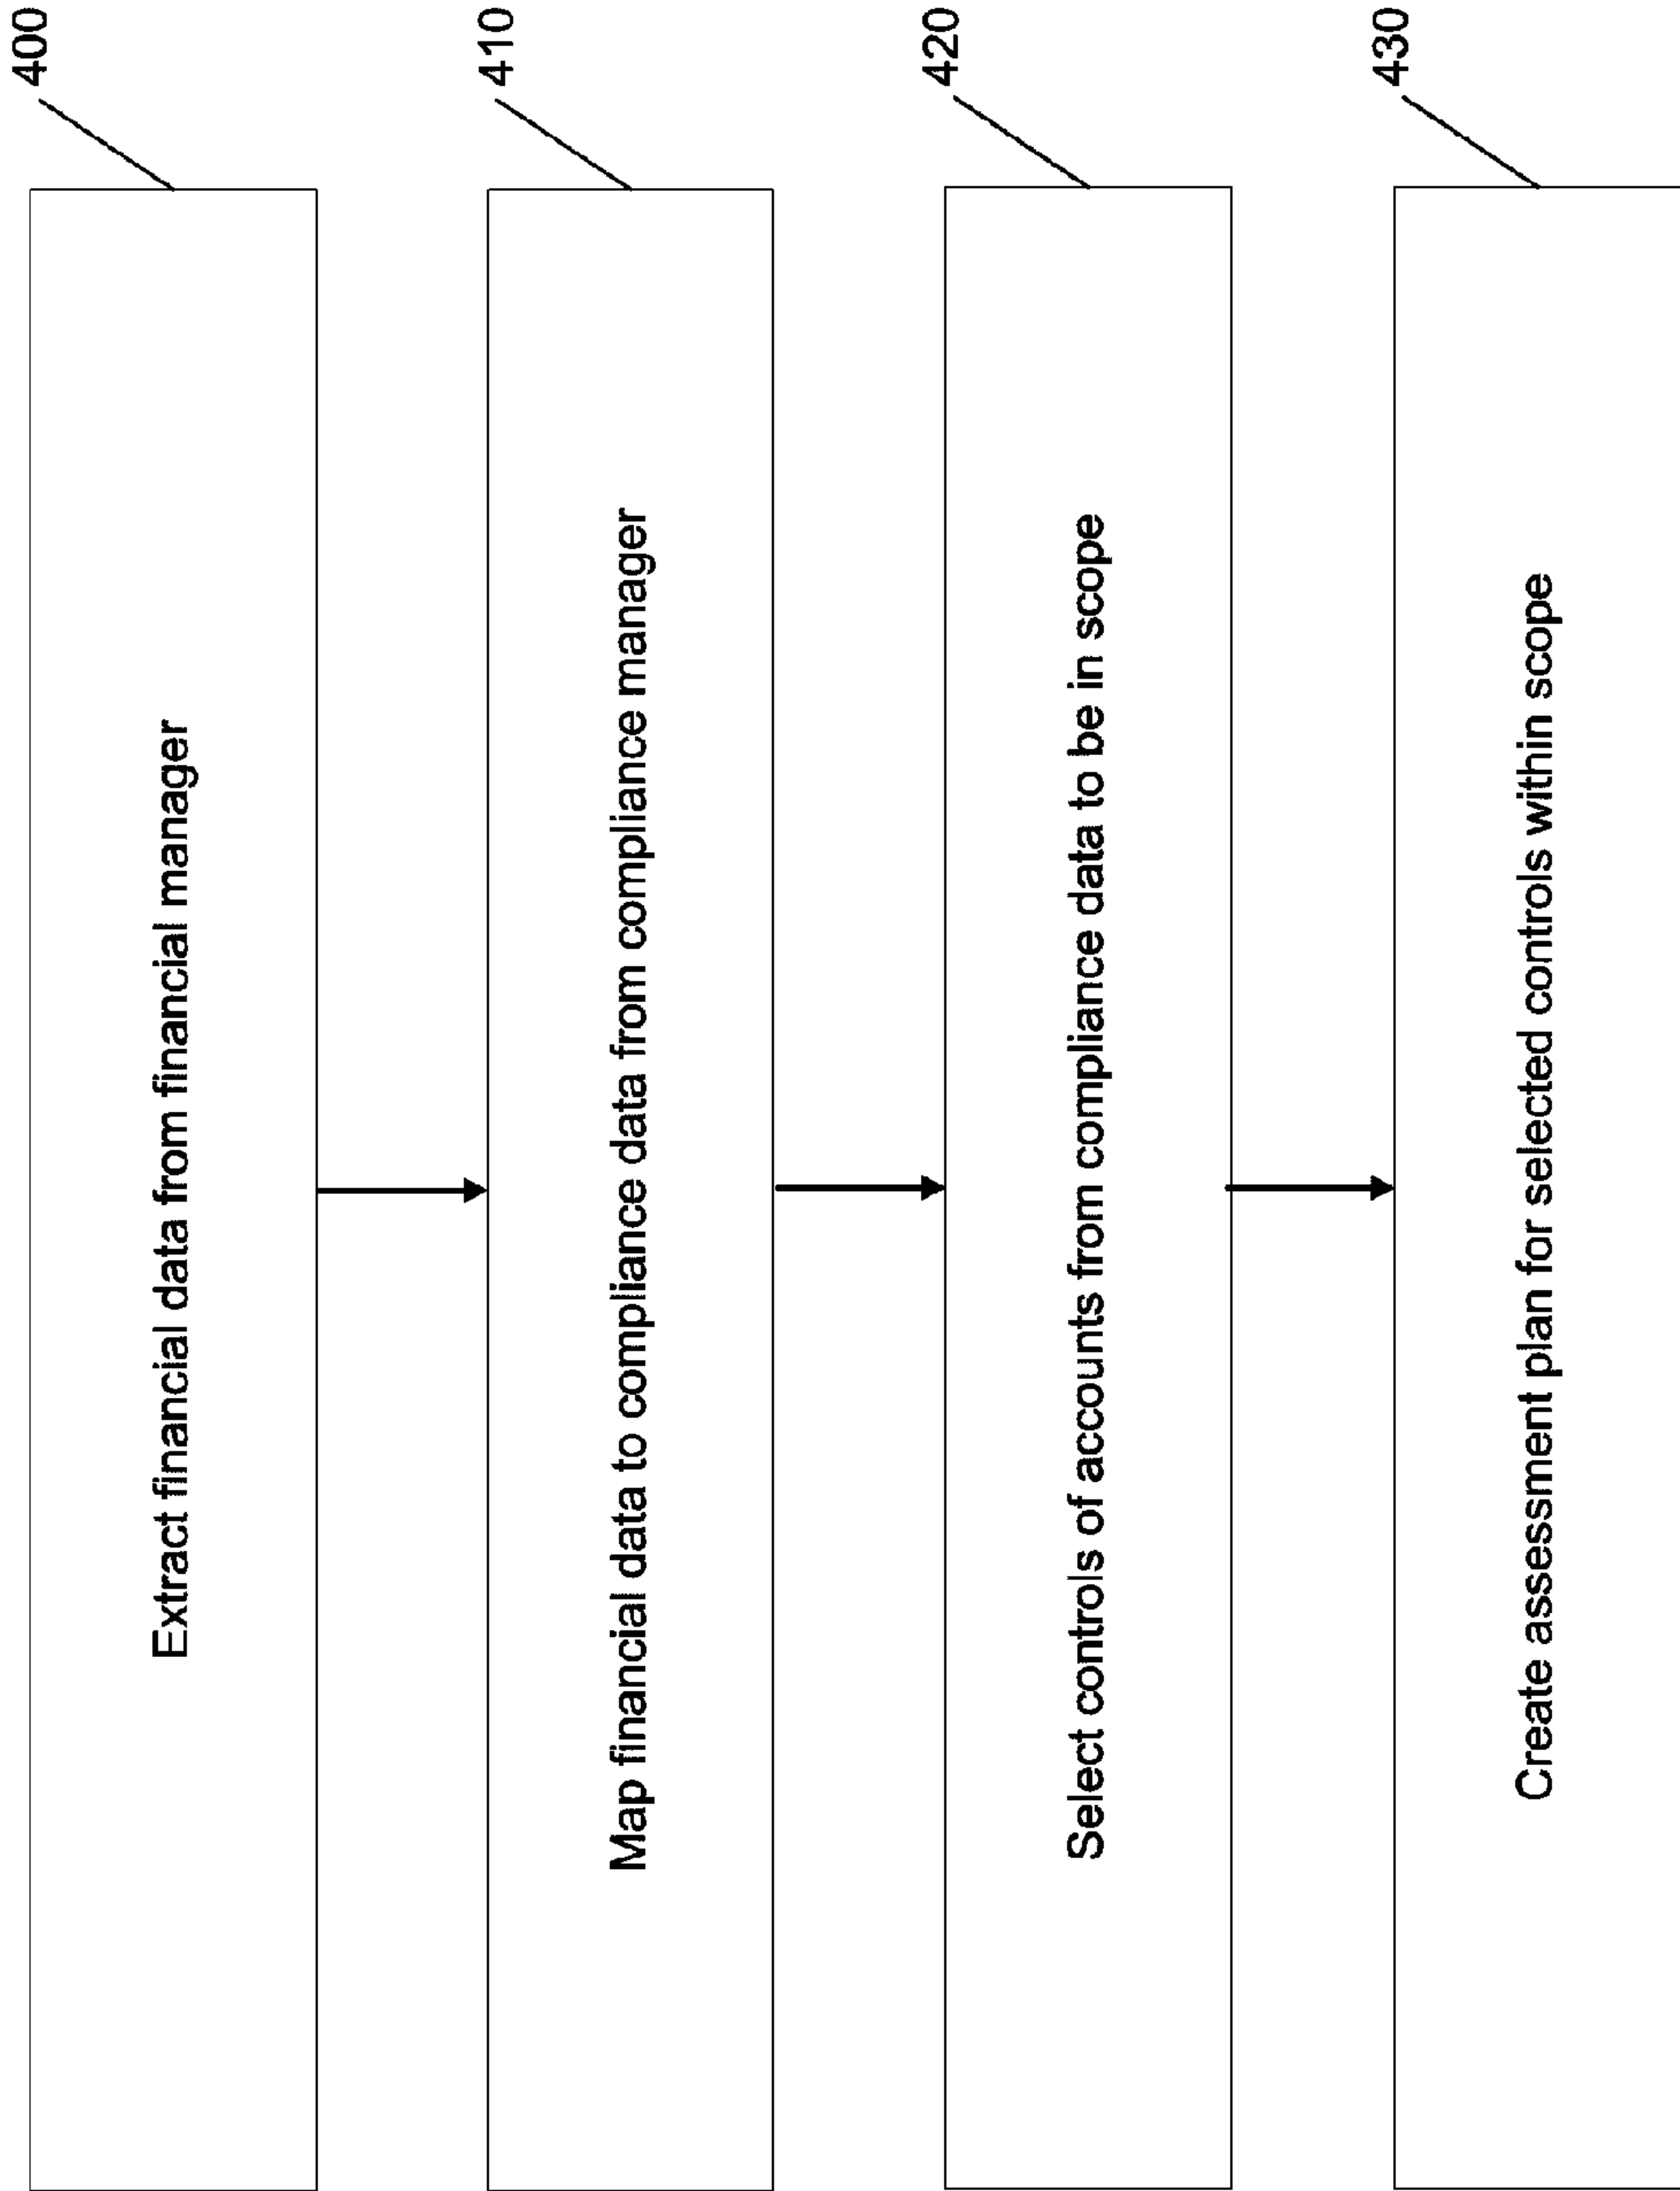 400
Extract financial data from financial manager
410
Map financial data to compliance data from compliance manager
420
Select controls of accounts from compliance data to be in scope
430
Create assessment plan for selected controls within scope